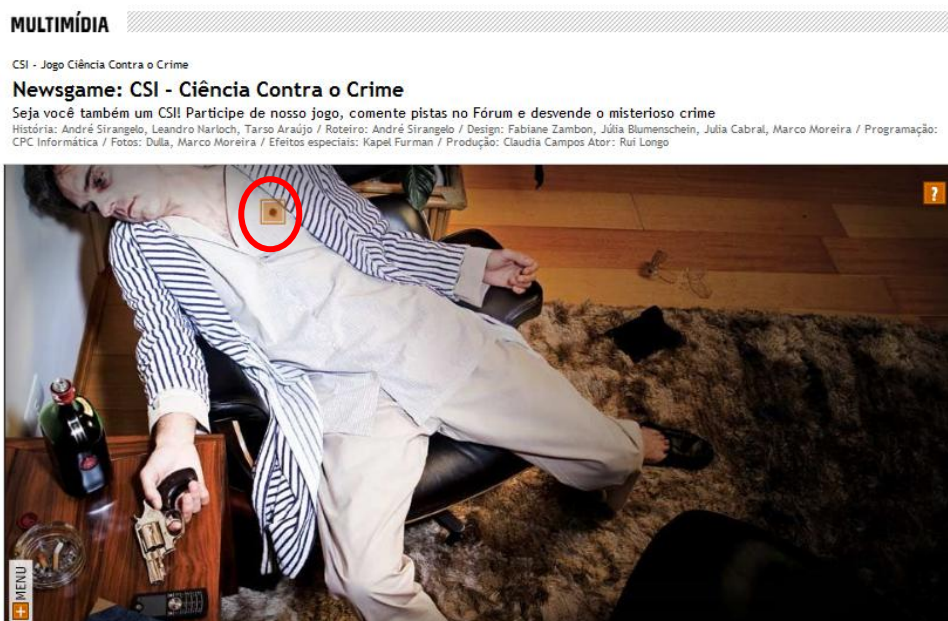 MULTIMÍDIA
CSI - Jogo Ciência Contra o Crime
Newsgame: CSI - Ciência Contra o Crime
Seja você também um CSI! Participe de nosso jogo, comente pistas no Fórum e desvende o misterioso crime
História: André Sirangelo, Leandro Narloch, Tarso Araújo / Roteiro: André Sirangelo / Design: Fabiane Zambon, Júlia Blumenschein, Julia Cabral, Marco Moreira / Programação:
CPC Informática / Fotos: Dulla, Marco Moreira / Efeitos especiais: Kapel Furman / Produção: Claudia Campos Ator: Rui Longo
?
+ MENU